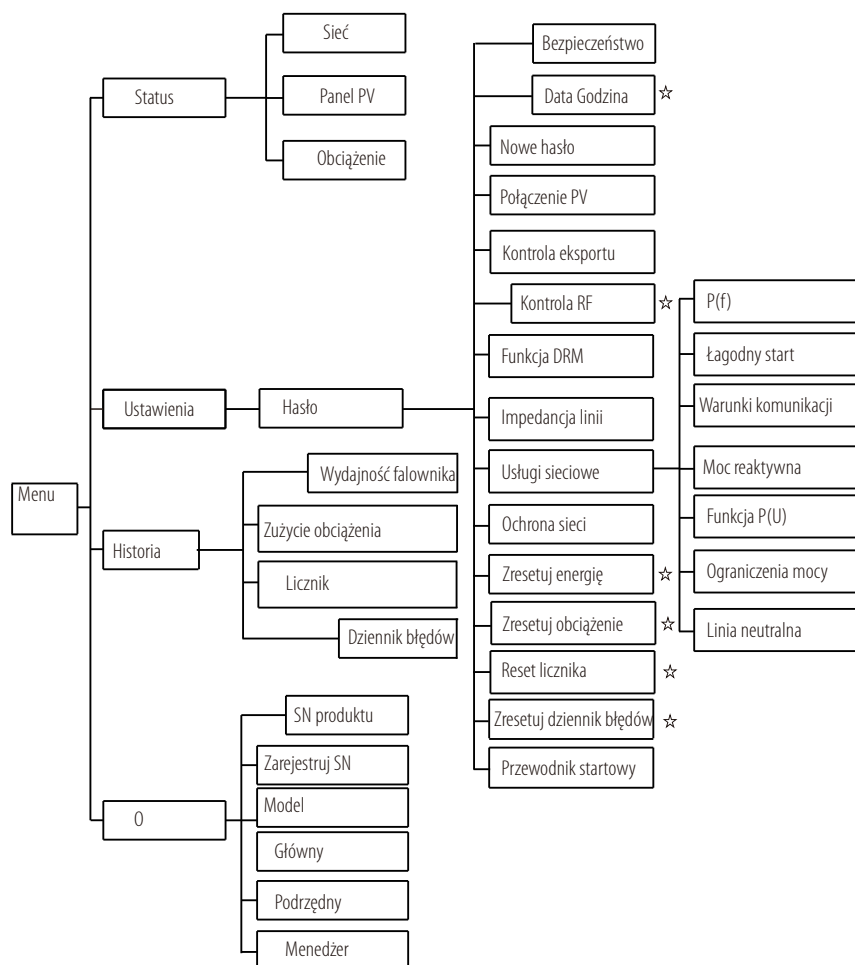 Menu
Status
Sieć
Panel PV
Obciążenie
Ustawienia
Hasło
Bezpieczeństwo
Data Godzina ☆
Nowe hasło
Połączenie PV
Kontrola eksportu
Kontrola RF ☆
Funkcja DRM
Impedancja linii
Usługi sieciowe
P(f)
Łagodny start
Warunki komunikacji
Moc reaktywna
Funkcja P(U)
Ograniczenia mocy
Linia neutralna
Ochrona sieci
Zresetuj energię ☆
Zresetuj obciążenie ☆
Reset licznika ☆
Zresetuj dziennik błędów ☆
Przewodnik startowy
Historia
Wydajność falownika
Zużycie obciążenia
Licznik
Dziennik błędów
O
SN produktu
Zarejestruj SN
Model
Główny
Podrzędny
Menedżer